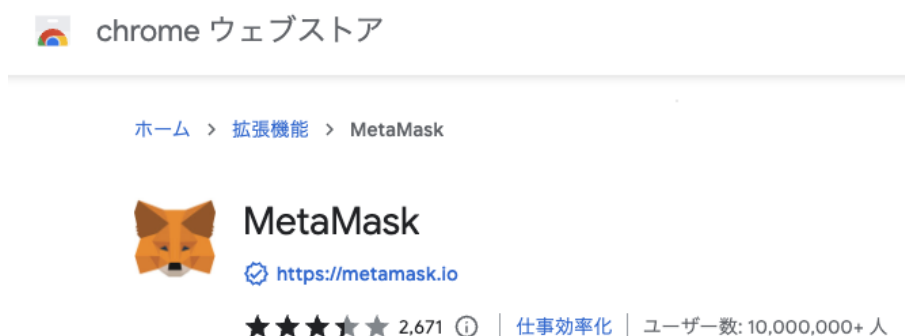 chrome ウェブストア
ホーム > 拡張機能 > MetaMask
MetaMask
https://metamask.io
2,671 仕事効率化 ユーザー数: 10,000,000+ 人